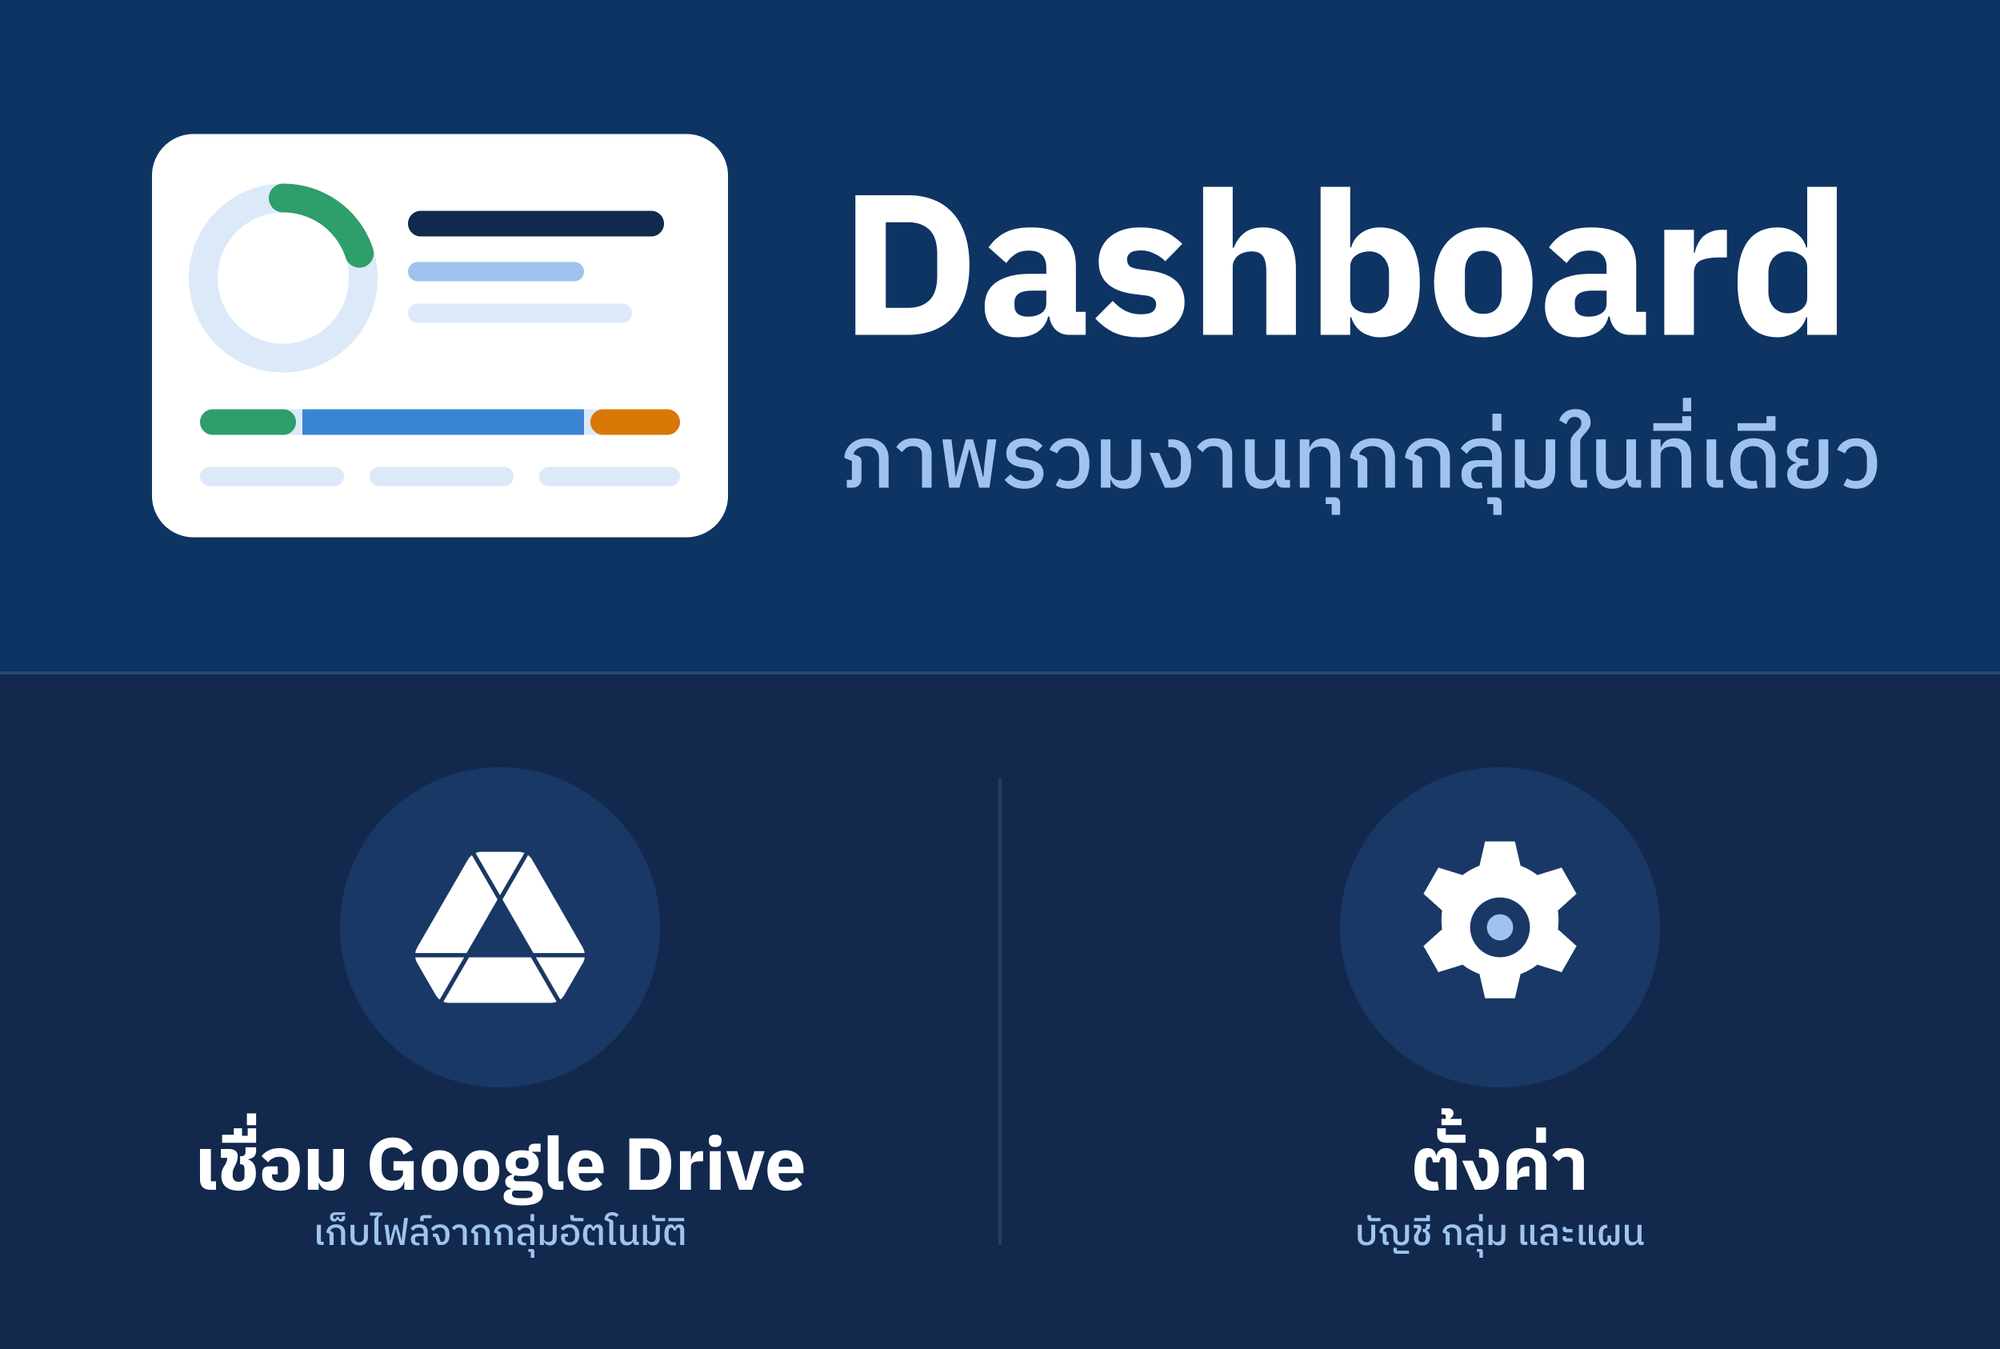 Dashboard
ภาพรวมงานทุกกลุ่มในที่เดียว
เชื่อม Google Drive
เก็บไฟล์จากกลุ่มอัตโนมัติ
ตั้งค่า
บัญชี กลุ่ม และแผน